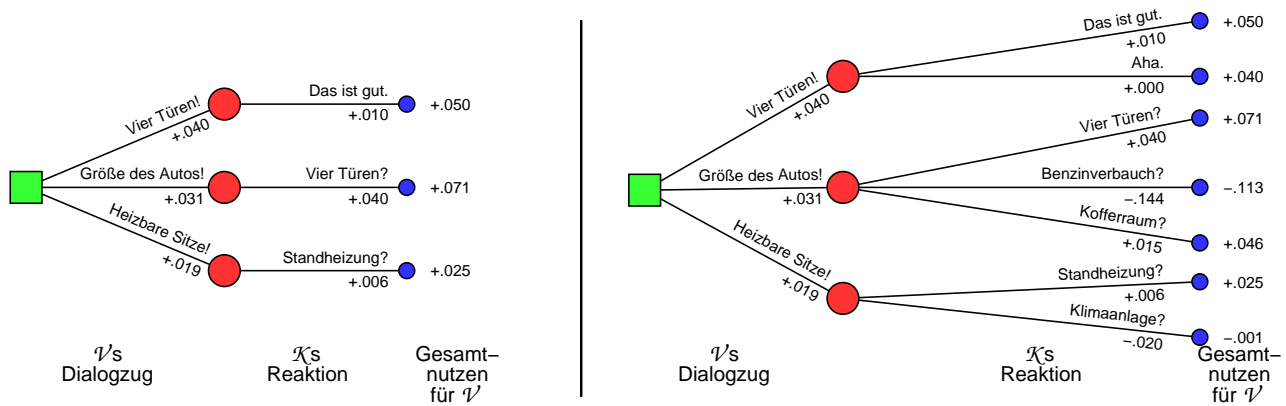 Vier Türen!
+.040
Das ist gut.
+.010
+.050
Größe des Autos!
+.031
Vier Türen?
+.040
+.071
Heizbare Sitze!
+.019
Standheizung?
+.006
+.025
𝒱s
Dialogzug
𝒦s
Reaktion
Gesamt–
nutzen
für 𝒱
Vier Türen!
+.040
Das ist gut.
+.010
+.050
Aha.
+.000
+.040
Größe des Autos!
+.031
Vier Türen?
+.040
+.071
Benzinverbauch?
–.144
–.113
Kofferraum?
+.015
+.046
Heizbare Sitze!
+.019
Standheizung?
+.006
+.025
Klimaanlage?
–.020
–.001
𝒱s
Dialogzug
𝒦s
Reaktion
Gesamt–
nutzen
für 𝒱